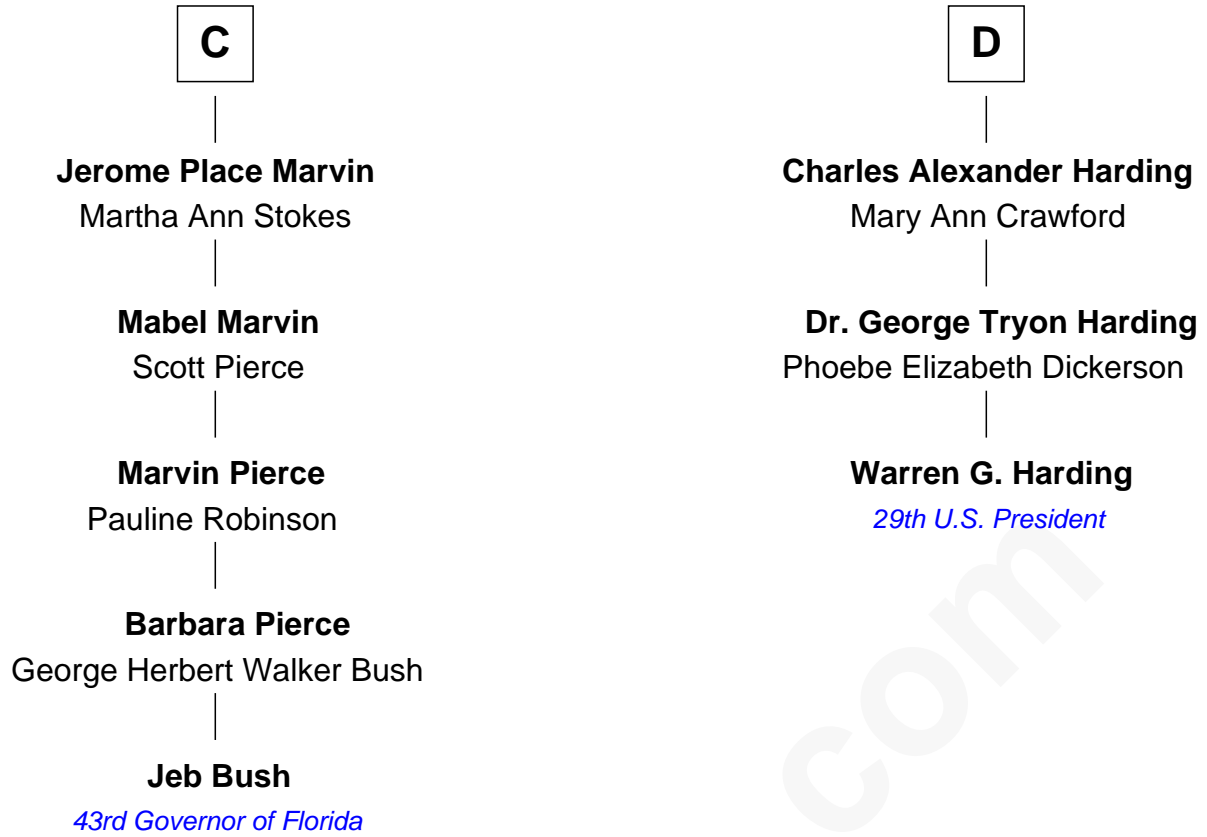 C
Jerome Place Marvin
Martha Ann Stokes
Mabel Marvin
Scott Pierce
Marvin Pierce
Pauline Robinson
Barbara Pierce
George Herbert Walker Bush
Jeb Bush
43rd Governor of Florida
D
Charles Alexander Harding
Mary Ann Crawford
Dr. George Tryon Harding
Phoebe Elizabeth Dickerson
Warren G. Harding
29th U.S. President
com